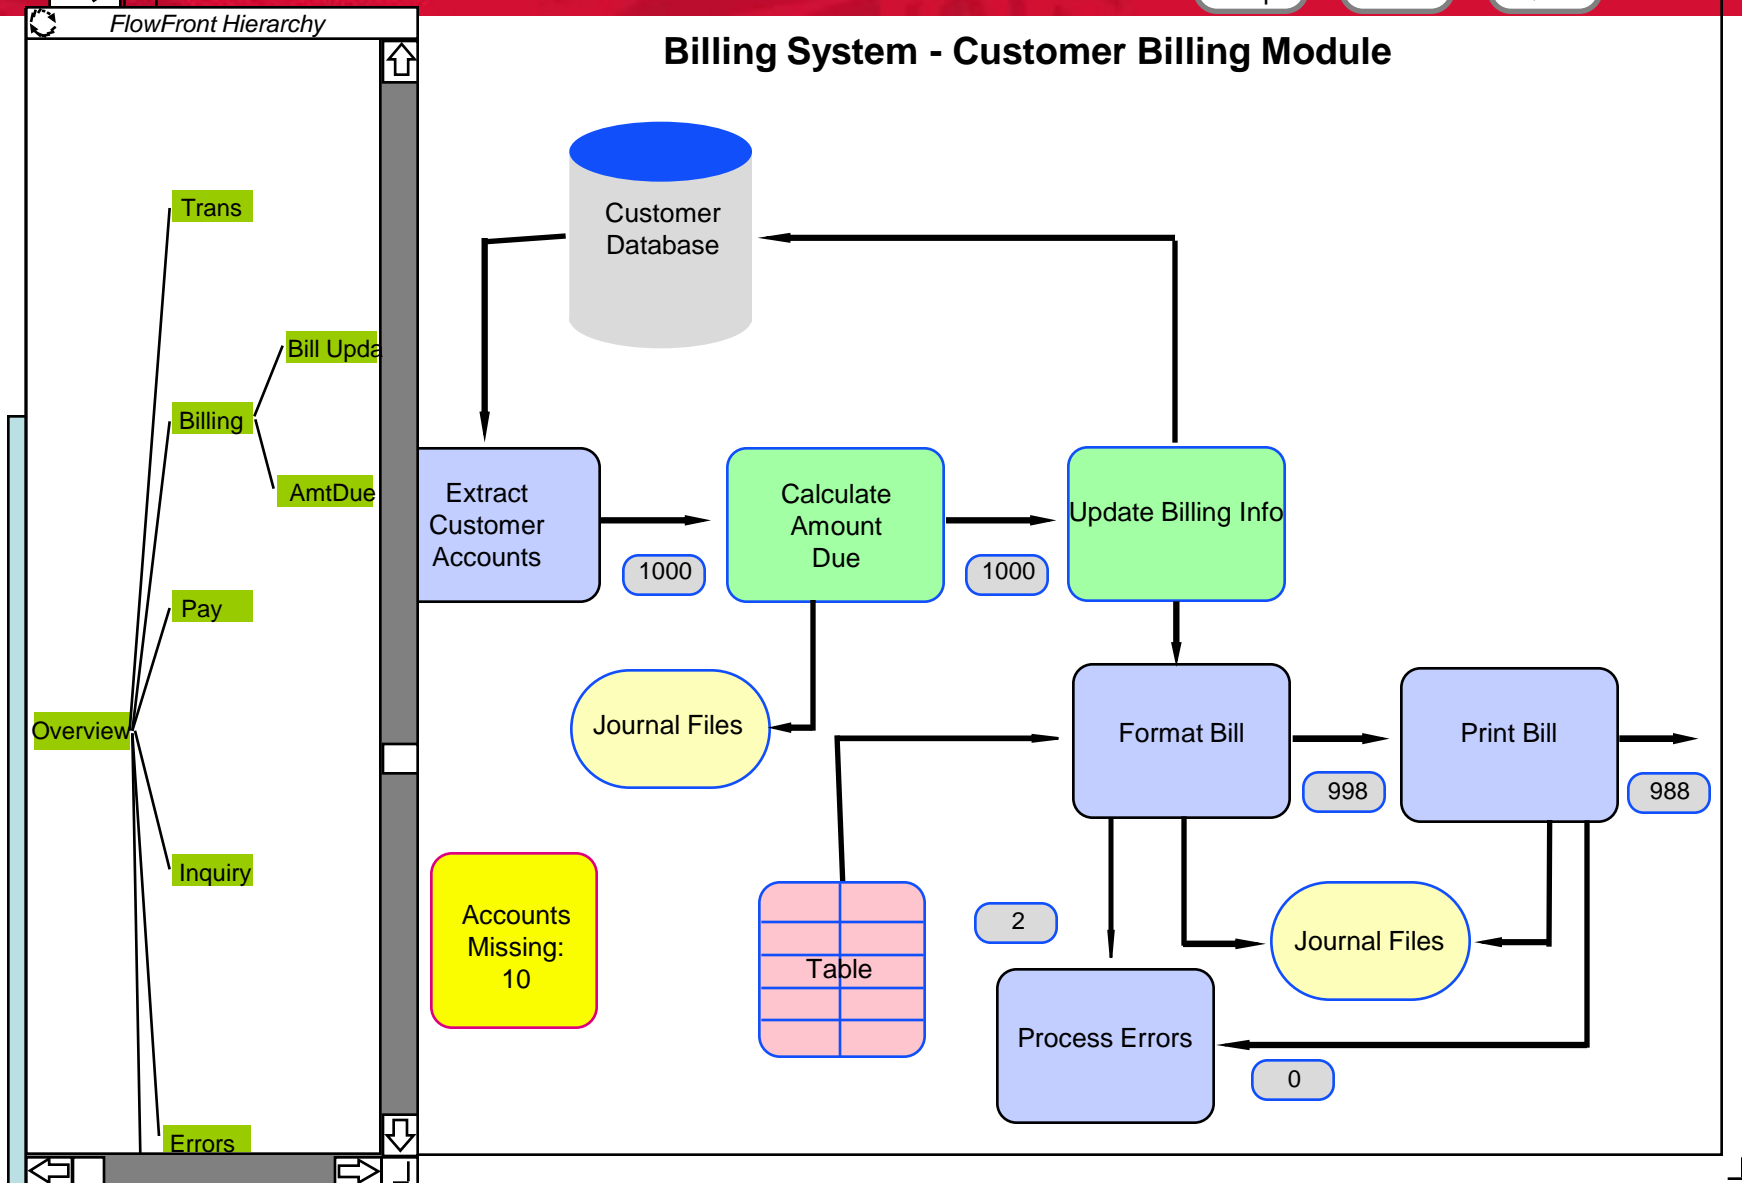 FlowFront Hierarchy
Billing System - Customer Billing Module
Trans
Bill Upda
Billing
AmtDue
Pay
Overview
Inquiry
Errors
Customer
Database
Extract
Customer
Accounts
1000
Calculate
Amount
Due
1000
Update Billing Info
Journal Files
Format Bill
998
Print Bill
988
Accounts
Missing:
10
Table
2
Journal Files
Process Errors
0